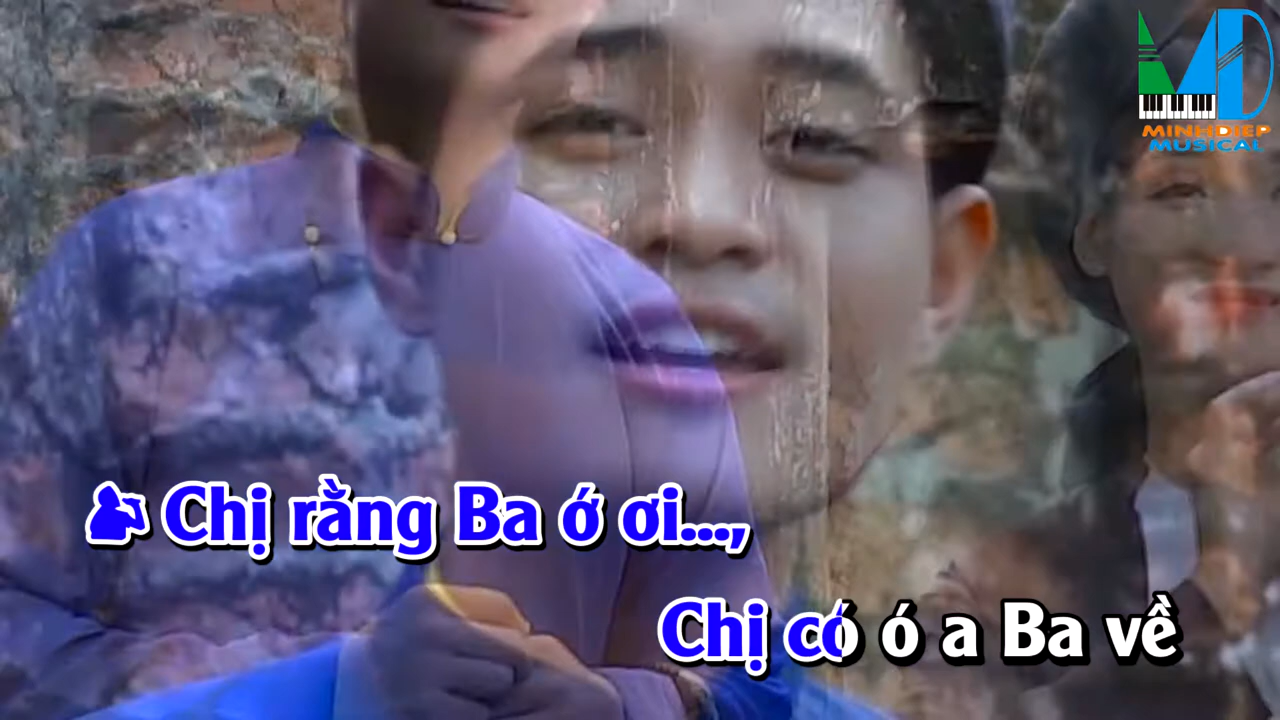 MINHDIEP
MUSICAL
Chị rằng Ba ớ ơi...,
Chị có ó a Ba về